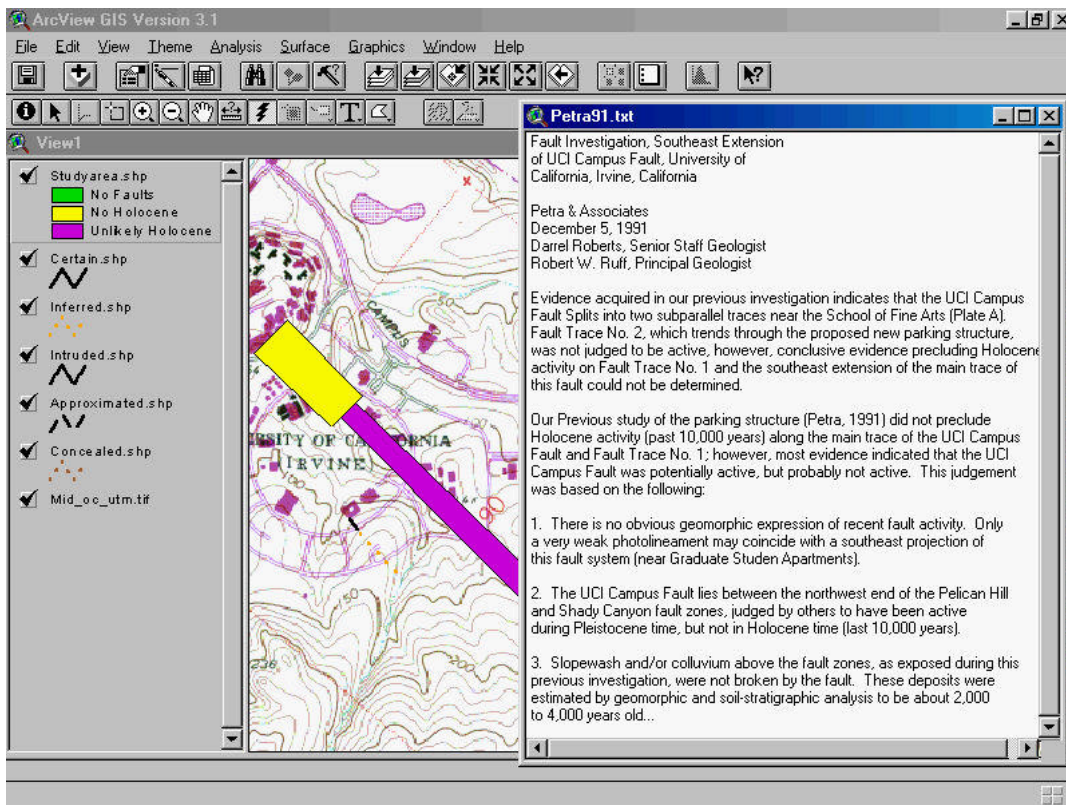 ArcView GIS Version 3.1
File Edit View Theme Analysis Surface Graphics Window Help
View1
Studyarea.shp
No Faults
No Holocene
Unlikely Holocene
Certain.shp
Inferred.shp
Intruded.shp
Approximated.shp
Concealed.shp
Mid_oc_utm.tif
x
CAMPUS
50
SITY OF CALIFORNIA
(IRVINE)
100
90
150
200
236
Petra91.txt
Fault Investigation, Southeast Extension
of UCI Campus Fault, University of
California, Irvine, California
Petra & Associates
December 5, 1991
Darrel Roberts, Senior Staff Geologist
Robert W. Ruff, Principal Geologist
Evidence acquired in our previous investigation indicates that the UCI Campus
Fault Splits into two subparallel traces near the School of Fine Arts (Plate A).
Fault Trace No. 2, which trends through the proposed new parking structure,
was not judged to be active, however, conclusive evidence precluding Holocene
activity on Fault Trace No. 1 and the southeast extension of the main trace of
this fault could not be determined.
Our Previous study of the parking structure (Petra, 1991) did not preclude
Holocene activity (past 10,000 years) along the main trace of the UCI Campus
Fault and Fault Trace No. 1; however, most evidence indicated that the UCI
Campus Fault was potentially active, but probably not active. This judgement
was based on the following:
1. There is no obvious geomorphic expression of recent fault activity. Only
a very weak photolineament may coincide with a southeast projection of
this fault system (near Graduate Studen Apartments).
2. The UCI Campus Fault lies between the northwest end of the Pelican Hill
and Shady Canyon fault zones, judged by others to have been active
during Pleistocene time, but not in Holocene time (last 10,000 years).
3. Slopewash and/or colluvium above the fault zones, as exposed during this
previous investigation, were not broken by the fault. These deposits were
estimated by geomorphic and soil-stratigraphic analysis to be about 2,000
to 4,000 years old...